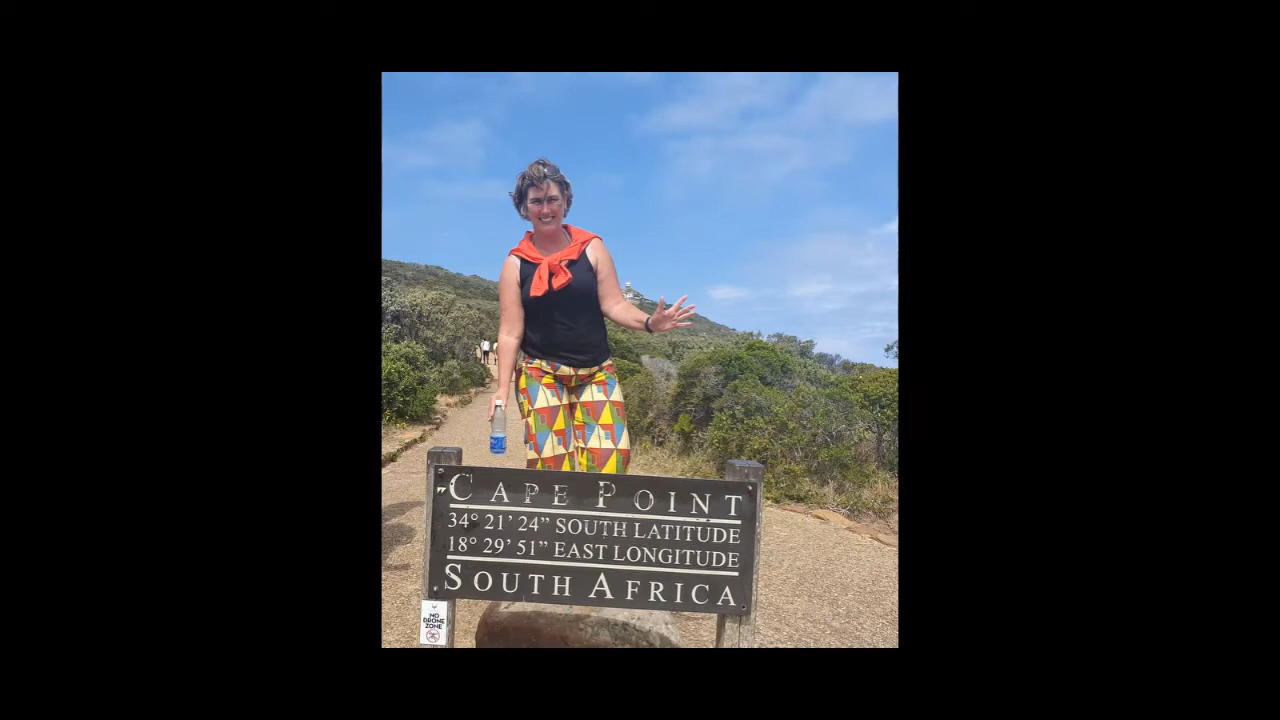 CAPE POINT
34° 21' 24” SOUTH LATITUDE
18° 29' 51” EAST LONGITUDE
SOUTH AFRICA
NO
DRONE
ZONE